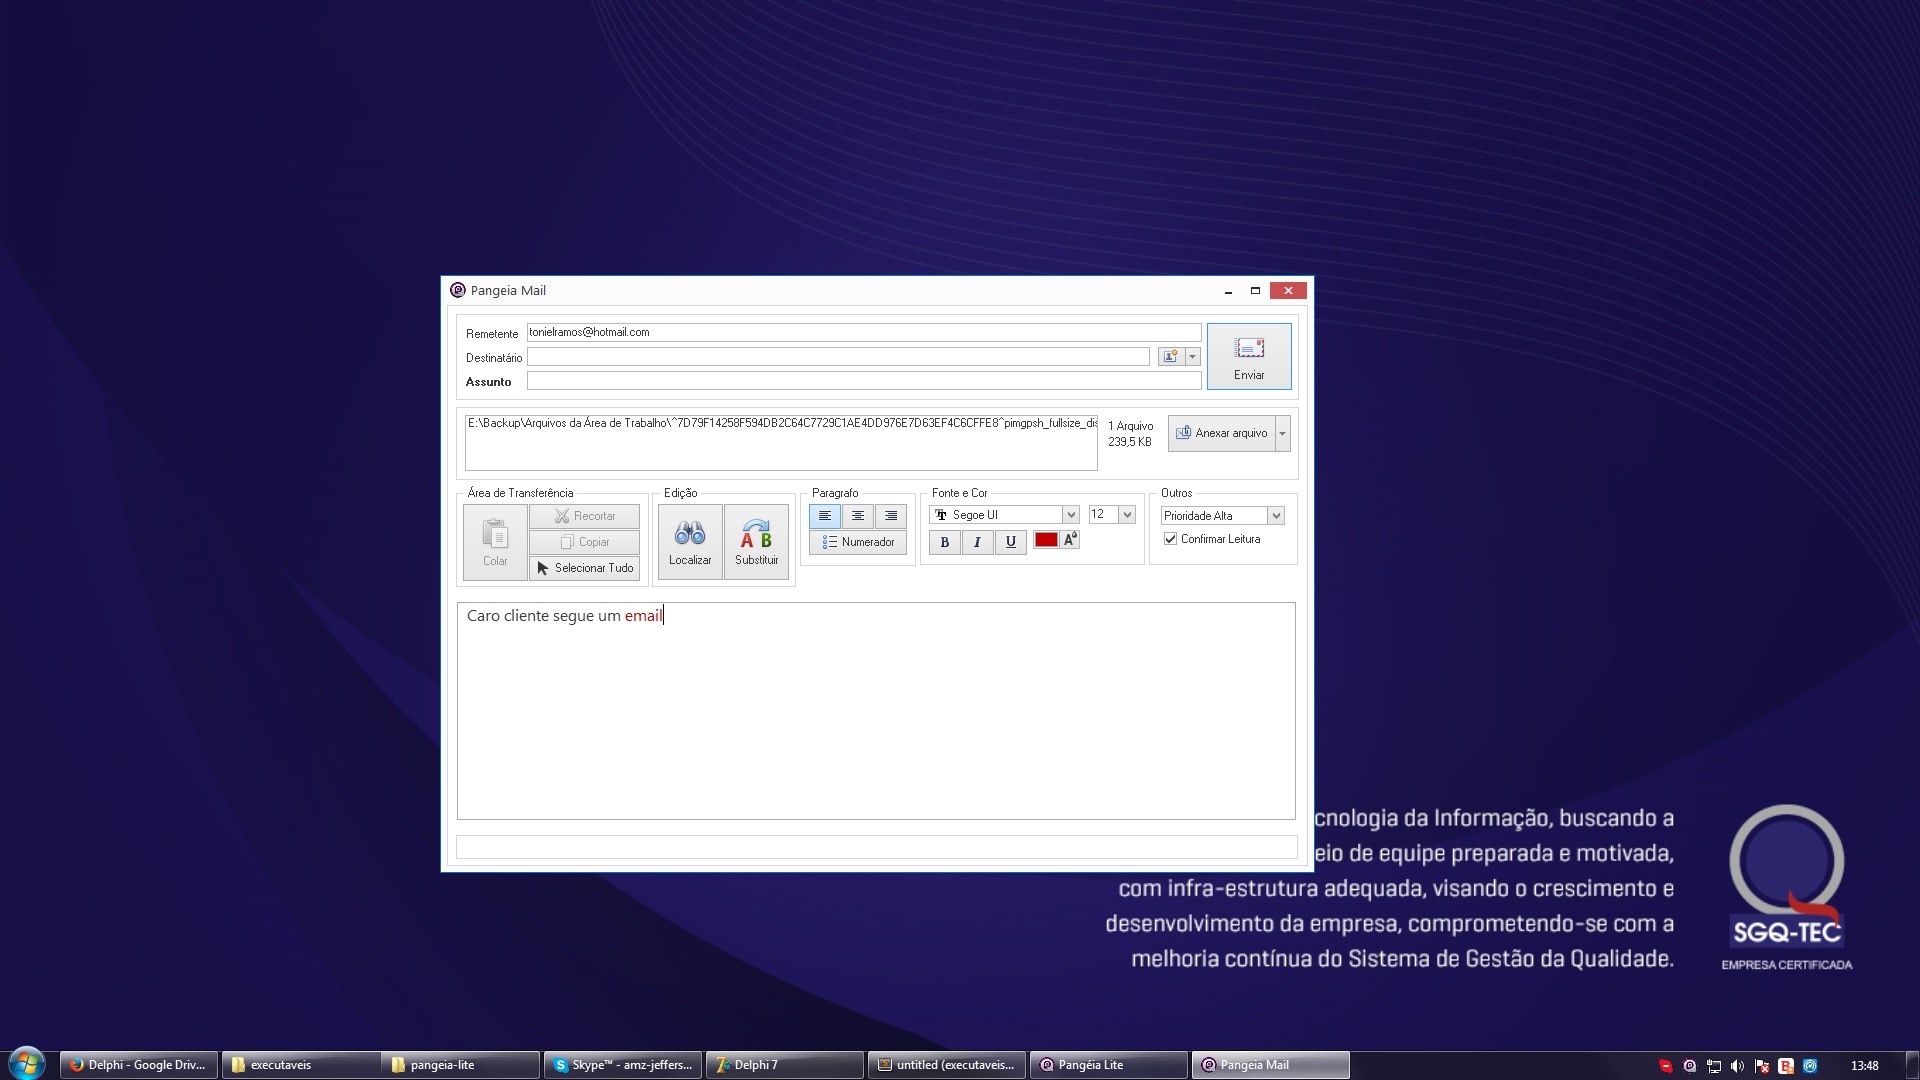 Pangeia Mail
Remetente tonielramos@hotmail.com
Destinatário
Assunto
Enviar
E:\Backup\Arquivos da Área de Trabalho\^7D79F14258F594DB2C64C7729C1AE4DD976E7D63EF4C6CFFE8^pimgpsh_fullsize_dis
1 Arquivo
239,5 KB
Anexar arquivo
Área de Transferência
Colar
Recortar
Copiar
Selecionar Tudo
Edição
Localizar
Substituir
Paragrafo
Numerador
Fonte e Cor
Segoe UI 12
B I U A
Outros
Prioridade Alta
Confirmar Leitura
Caro cliente segue um email
cnologia da Informação, buscando a
eio de equipe preparada e motivada,
com infra-estrutura adequada, visando o crescimento e
desenvolvimento da empresa, comprometendo-se com a
melhoria contínua do Sistema de Gestão da Qualidade.
SGQ-TEC
EMPRESA CERTIFICADA
Delphi - Google Driv... executaveis pangeia-lite Skype™ - amz-jeffers... Delphi 7 untitled (executaveis... Pangéia Lite Pangeia Mail 13:48